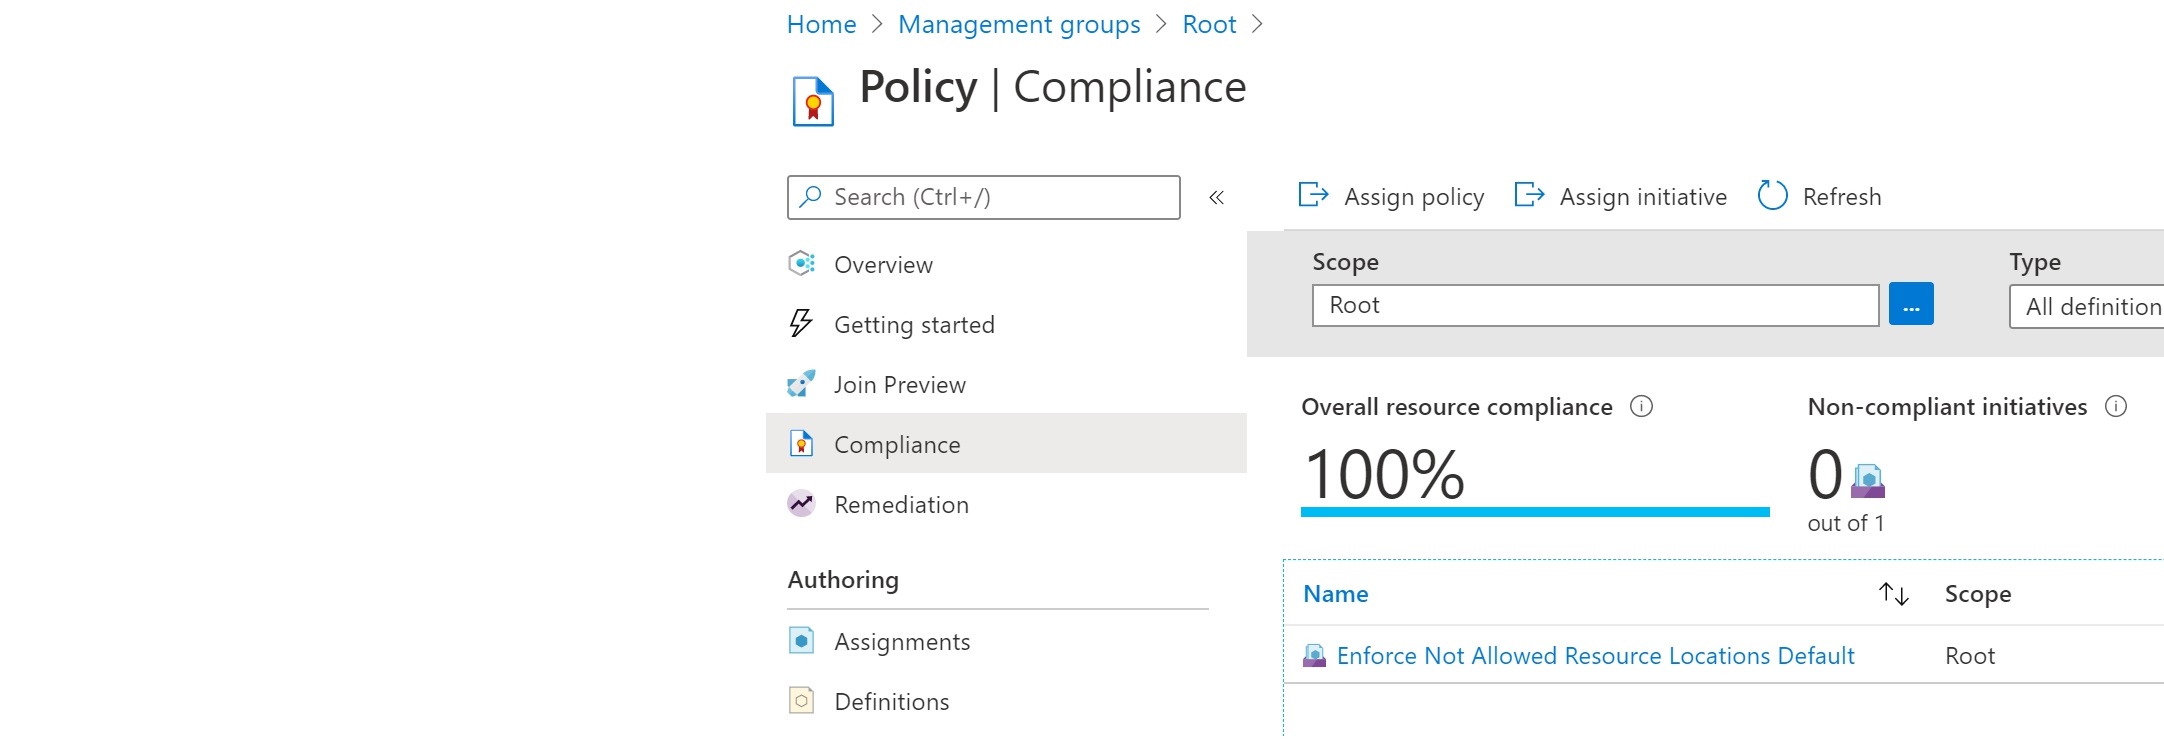 Home > Management groups > Root >
Policy | Compliance
Search (Ctrl+/)
«
Overview
Getting started
Join Preview
Compliance
Remediation
Authoring
Assignments
Definitions
Assign policy Assign initiative Refresh
Scope
Root
...
Type
All definition
Overall resource compliance
100%
Non-compliant initiatives
0
out of 1
Name Scope
Enforce Not Allowed Resource Locations Default Root